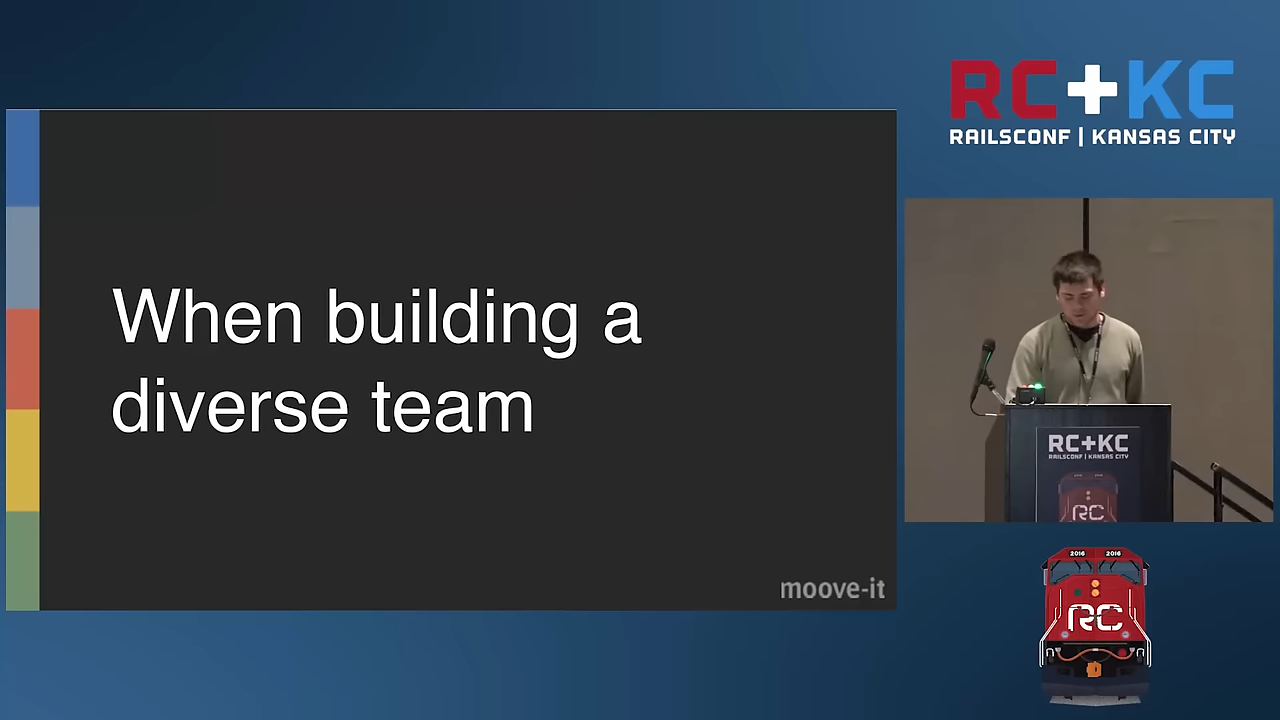 When building a
diverse team
moove-it
RC+KC
RAILSCONF | KANSAS CITY
RC+KC
RAILSCONF | KANSAS CITY
RC
2016 2016
RC